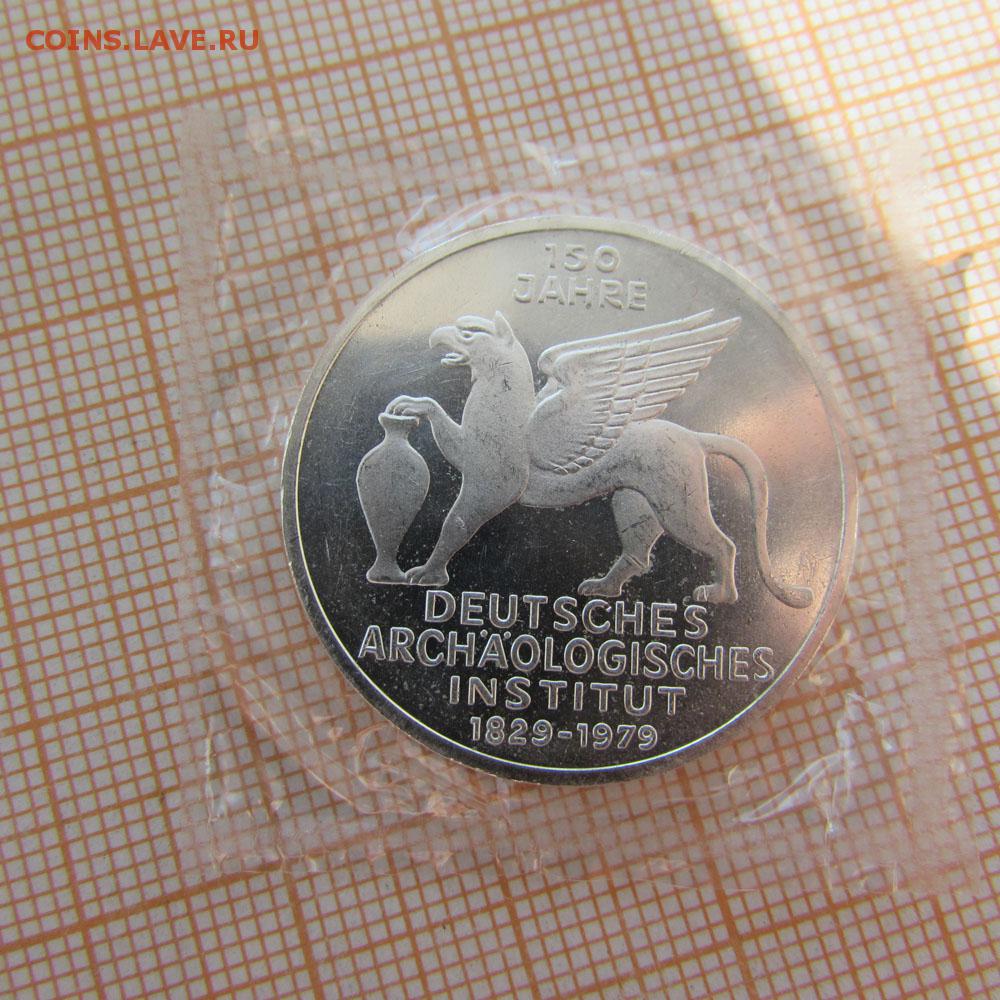 COINS.LAVE.RU
150
JAHRE
DEUTSCHES
ARCHÄOLOGISCHES
INSTITUT
1829-1979